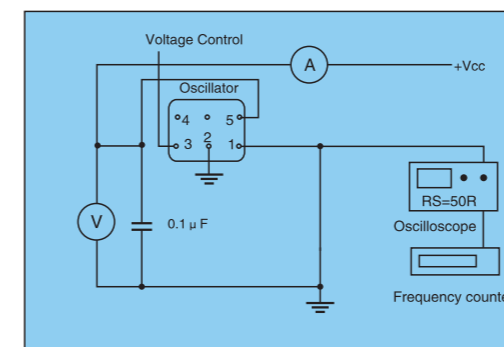 Voltage Control
A
+Vcc
Oscillator
4
5
3
2
1
V
0.1 µ F
RS=50R
Oscilloscope
Frequency counte